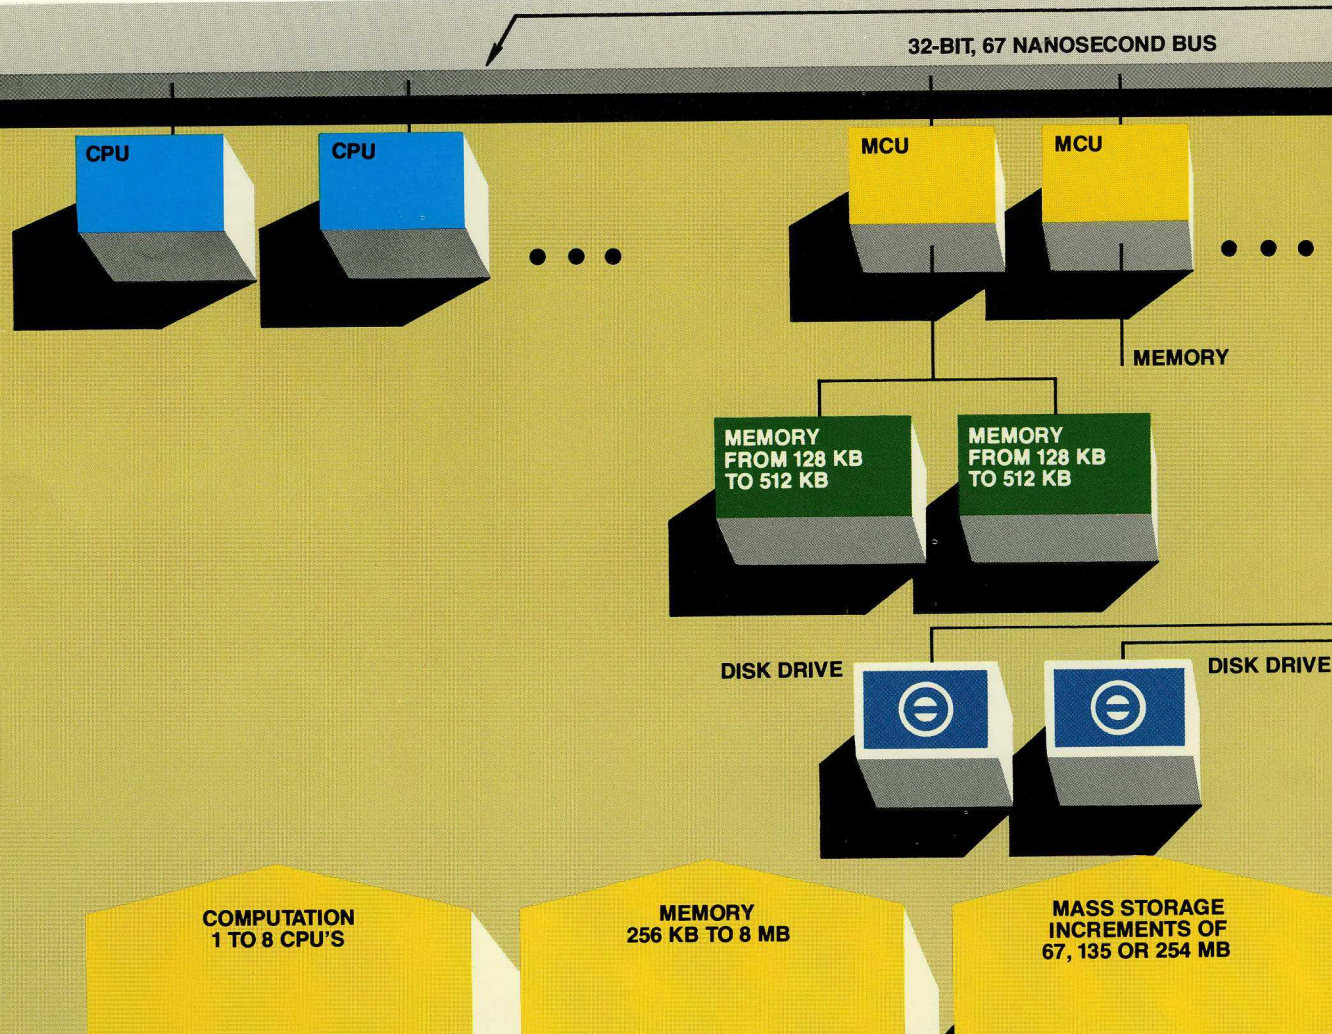 32-BIT, 67 NANOSECOND BUS
CPU
CPU
MCU
MCU
MEMORY
MEMORY
FROM 128 KB
TO 512 KB
MEMORY
FROM 128 KB
TO 512 KB
DISK DRIVE
DISK DRIVE
COMPUTATION
1 TO 8 CPU'S
MEMORY
256 KB TO 8 MB
MASS STORAGE
INCREMENTS OF
67, 135 OR 254 MB